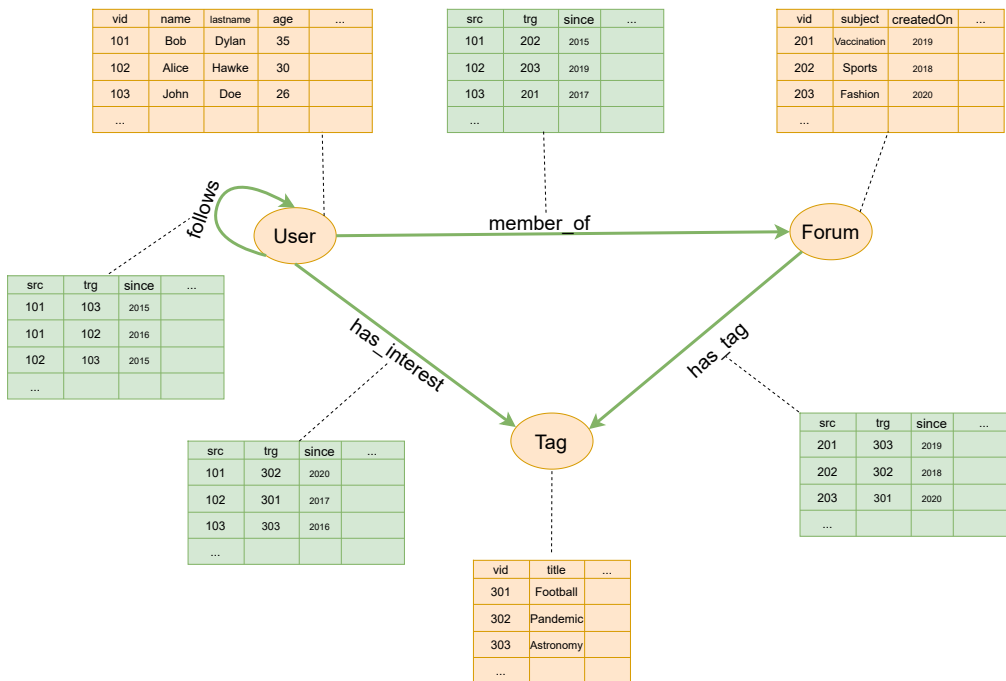 vid name lastname age ...
101 Bob Dylan 35
102 Alice Hawke 30
103 John Doe 26
...
src trg since ...
101 202 2015
102 203 2019
103 201 2017
...
vid subject createdOn ...
201 Vaccination 2019
202 Sports 2018
203 Fashion 2020
...
follows
User
member_of
Forum
src trg since ...
101 103 2015
101 102 2016
102 103 2015
...
has_interest
has_tag
Tag
src trg since ...
101 302 2020
102 301 2017
103 303 2016
...
src trg since ...
201 303 2019
202 302 2018
203 301 2020
...
vid title ...
301 Football
302 Pandemic
303 Astronomy
...